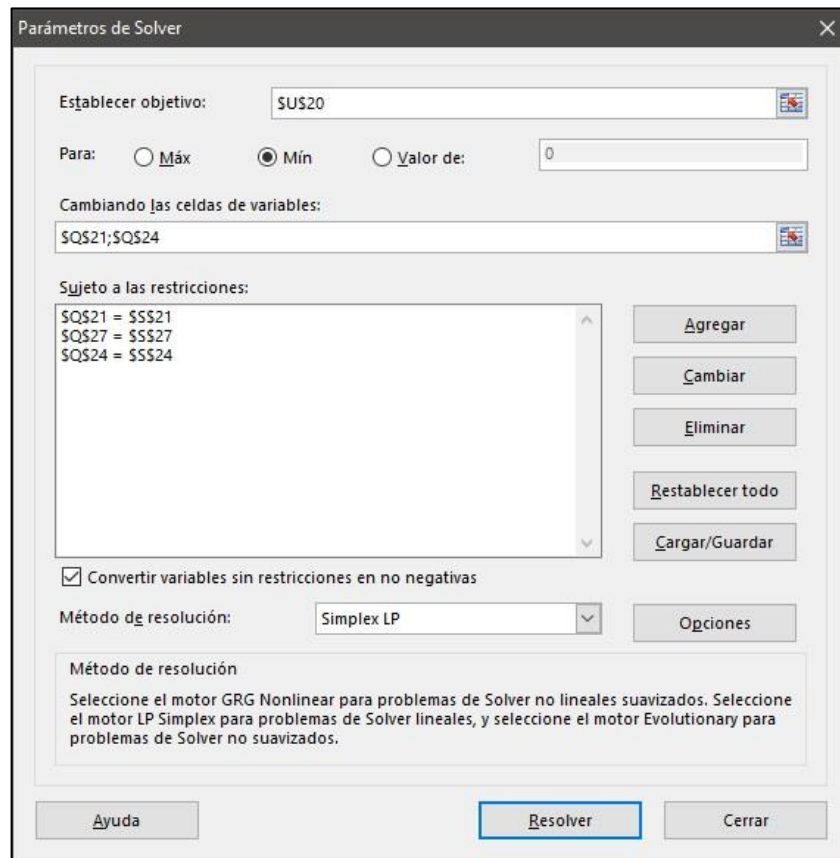 Parámetros de Solver
Establecer objetivo: $U$20
Para: Máx Mín Valor de: 0
Cambiando las celdas de variables:
$Q$21;$Q$24
Sujeto a las restricciones:
$Q$21 = $S$21
$Q$27 = $S$27
$Q$24 = $S$24
Agregar
Cambiar
Eliminar
Restablecer todo
Cargar/Guardar
Convertir variables sin restricciones en no negativas
Método de resolución: Simplex LP Opciones
Método de resolución
Seleccione el motor GRG Nonlinear para problemas de Solver no lineales suavizados. Seleccione
el motor LP Simplex para problemas de Solver lineales, y seleccione el motor Evolutionary para
problemas de Solver no suavizados.
Ayuda Resolver Cerrar